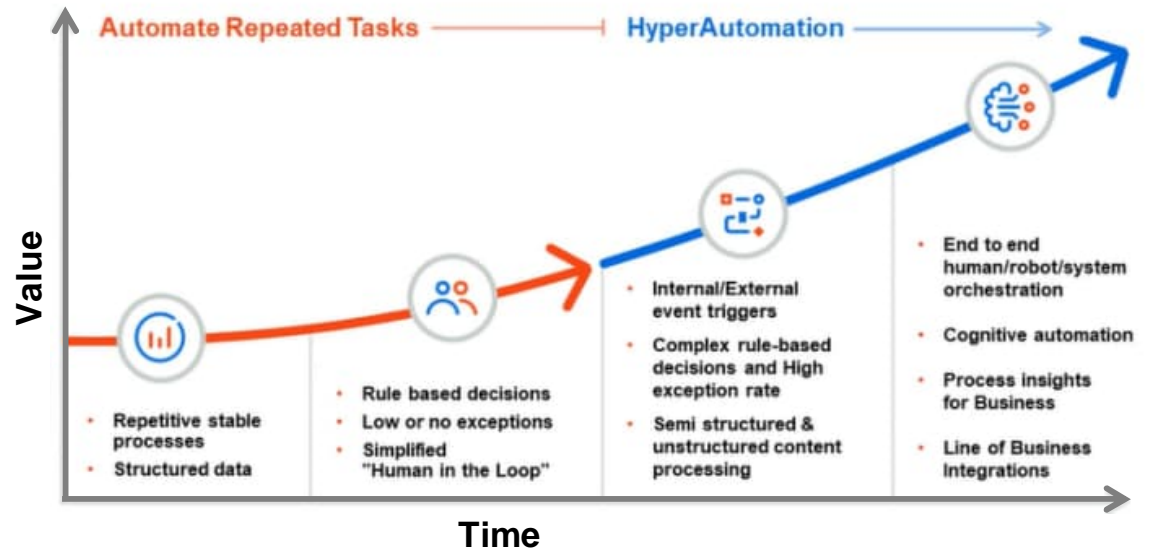 Automate Repeated Tasks
HyperAutomation
Value
Repetitive stable
processes
Structured data
Rule based decisions
Low or no exceptions
Simplified
"Human in the Loop"
Internal/External
event triggers
Complex rule-based
decisions and High
exception rate
Semi structured &
unstructured content
processing
End to end
human/robot/system
orchestration
Cognitive automation
Process insights
for Business
Line of Business
Integrations
Time